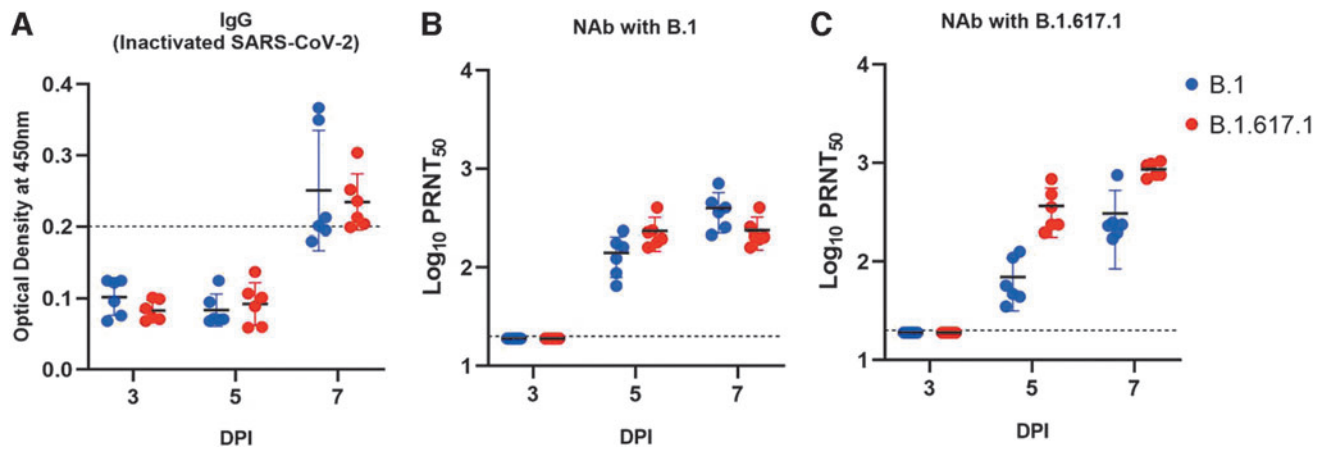 A
IgG
(Inactivated SARS-CoV-2)
Optical Density at 450nm
0.4
0.3
0.2
0.1
0.0
3 5 7
DPI
B
NAb with B.1
Log10 PRNT50
4
3
2
1
3 5 7
DPI
C
NAb with B.1.617.1
Log10 PRNT50
4
3
2
1
3 5 7
DPI
B.1
B.1.617.1